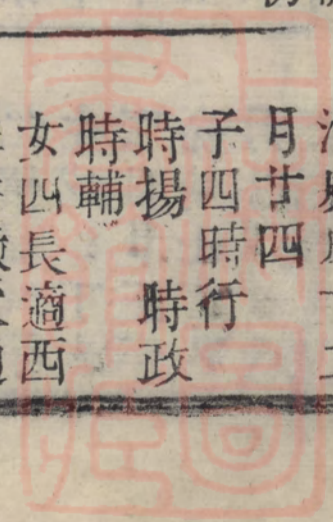 月廿四
子四時行
時揚　時政
時輔
女四長適西